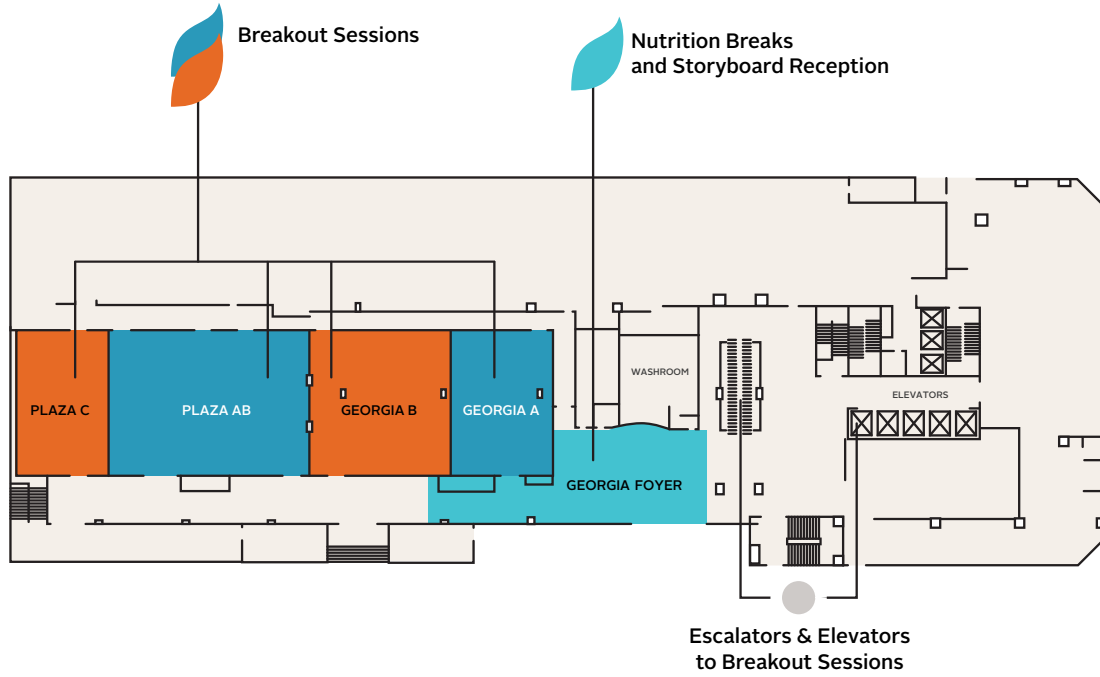 Breakout Sessions
Nutrition Breaks
and Storyboard Reception
WASHROOM
ELEVATORS
PLAZA C
PLAZA AB
GEORGIA B
GEORGIA A
GEORGIA FOYER
Escalators & Elevators
to Breakout Sessions